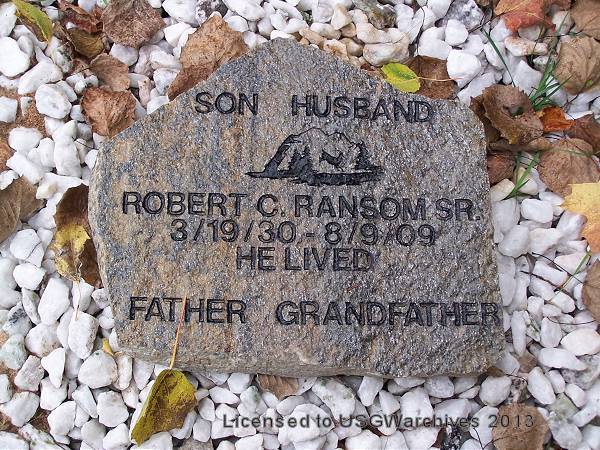 SON HUSBAND
ROBERT C. RANSOM SR.
3/19/30 - 8/9/09
HE LIVED
FATHER GRANDFATHER
Licensed to USGWarchives 2013